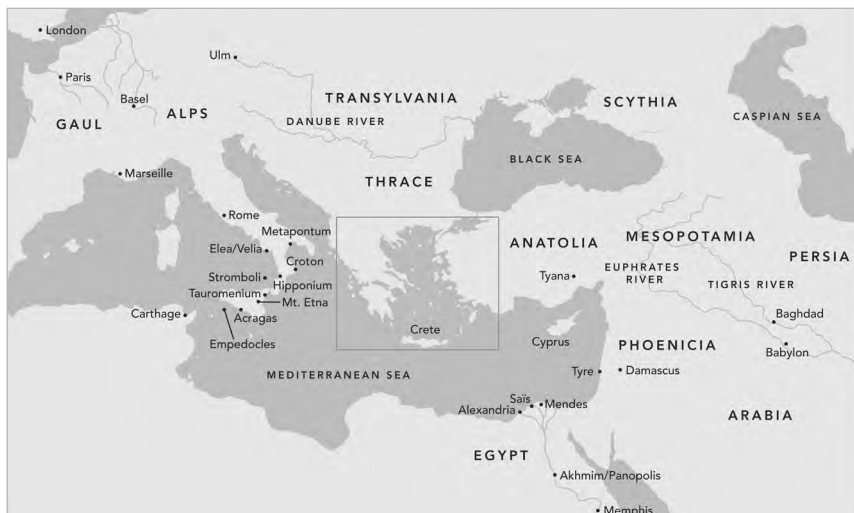 London
Paris
Ulm
Basel
GAUL
ALPS
TRANSYLVANIA
DANUBE RIVER
SCYTHIA
CASPIAN SEA
BLACK SEA
Marseille
THRACE
Rome
Metapontum
Elea/Velia
Croton
Stromboli
Hipponium
Tauromenium
Mt. Etna
Carthage
Acragas
Empedocles
Crete
ANATOLIA
MESOPOTAMIA
PERSIA
Tyana
EUPHRATES
RIVER
TIGRIS RIVER
Baghdad
Cyprus
PHOENICIA
Babylon
MEDITERRANEAN SEA
Tyre
Damascus
Saïs
Mendes
Alexandria
ARABIA
EGYPT
Akhmim/Panopolis
Memphis